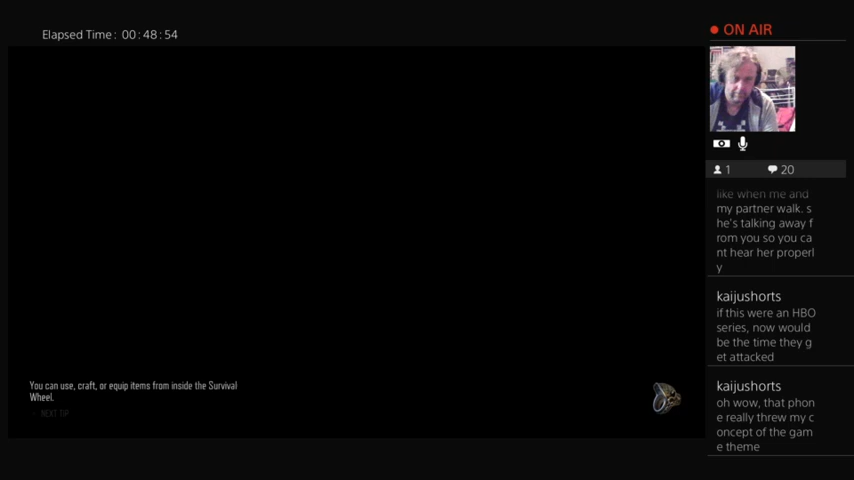 Elapsed Time: 00:48:54
ON AIR
1
20
like when me and
my partner walk. s
he's talking away f
rom you so you ca
nt hear her properl
y
kaijushorts
if this were an HBO
series, now would
be the time they g
et attacked
kaijushorts
oh wow, that phon
e really threw my c
oncept of the gam
e theme
You can use, craft, or equip items from inside the Survival
Wheel.
NEXT TIP